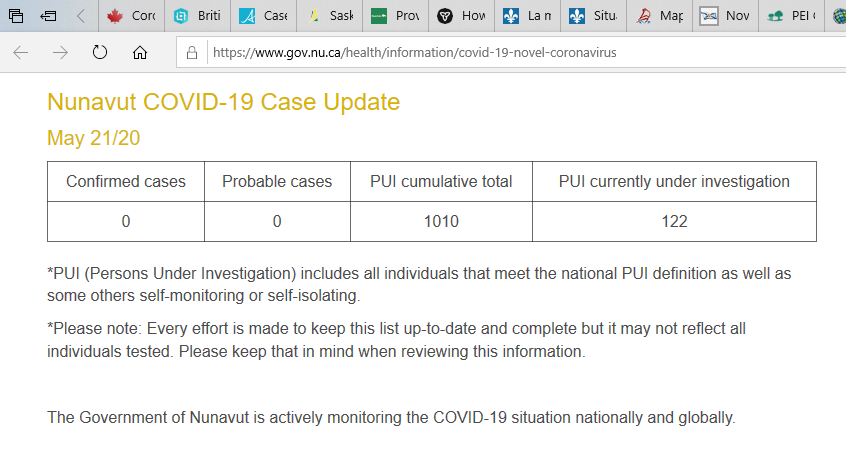 Cor
Briti
Case
Sask
Prov
How
La m
Situ
Map
Nov
PEI
https://www.gov.nu.ca/health/information/covid-19-novel-coronavirus
Nunavut COVID-19 Case Update
May 21/20
Confirmed cases Probable cases PUI cumulative total PUI currently under investigation
0 0 1010 122
*PUI (Persons Under Investigation) includes all individuals that meet the national PUI definition as well as
some others self-monitoring or self-isolating.
*Please note: Every effort is made to keep this list up-to-date and complete but it may not reflect all
individuals tested. Please keep that in mind when reviewing this information.
The Government of Nunavut is actively monitoring the COVID-19 situation nationally and globally.